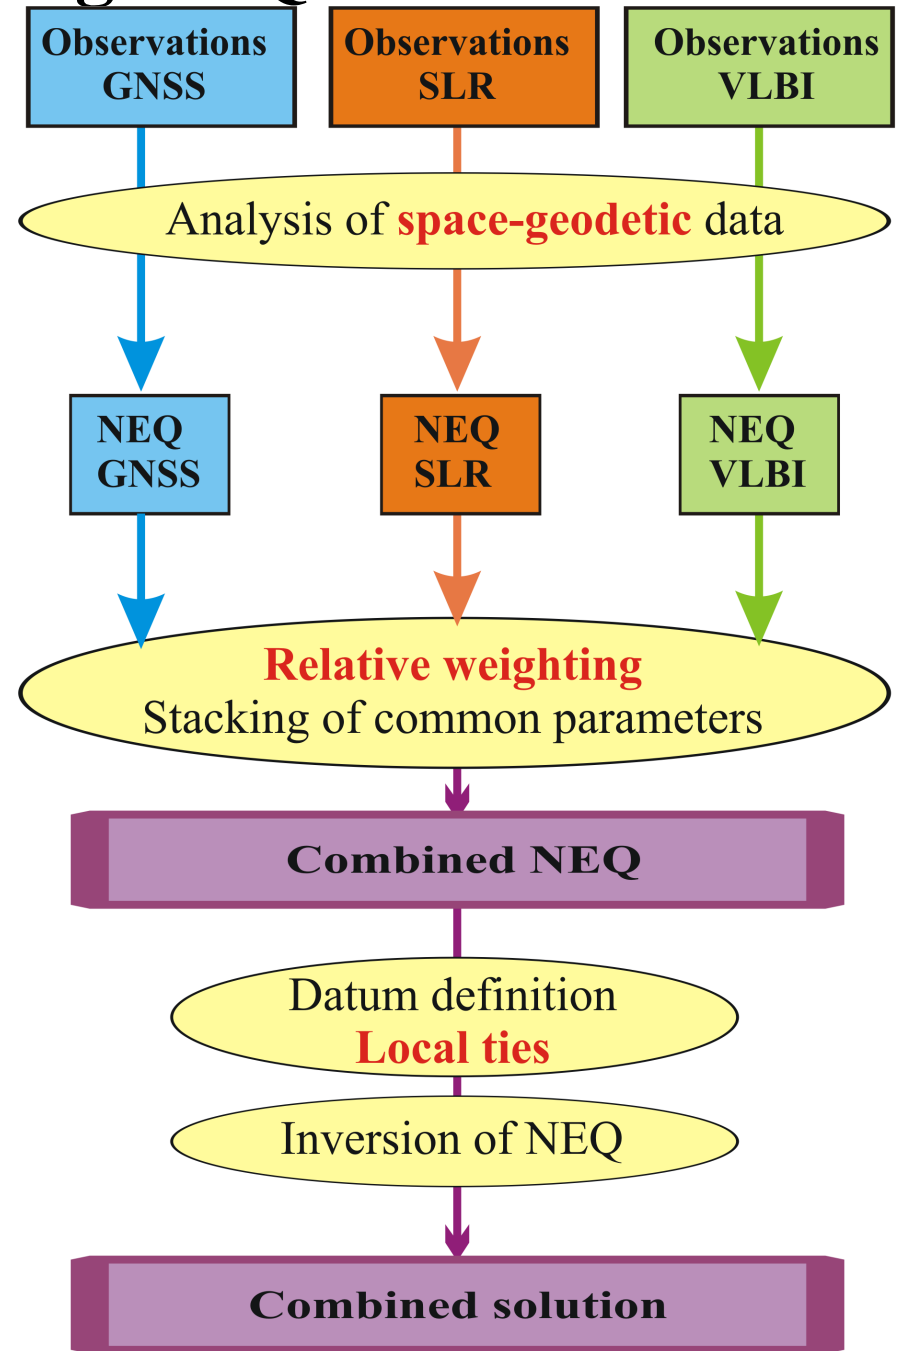 Observations
GNSS
Observations
SLR
Observations
VLBI
Analysis of space-geodetic data
NEQ
GNSS
NEQ
SLR
NEQ
VLBI
Relative weighting
Stacking of common parameters
Combined NEQ
Datum definition
Local ties
Inversion of NEQ
Combined solution